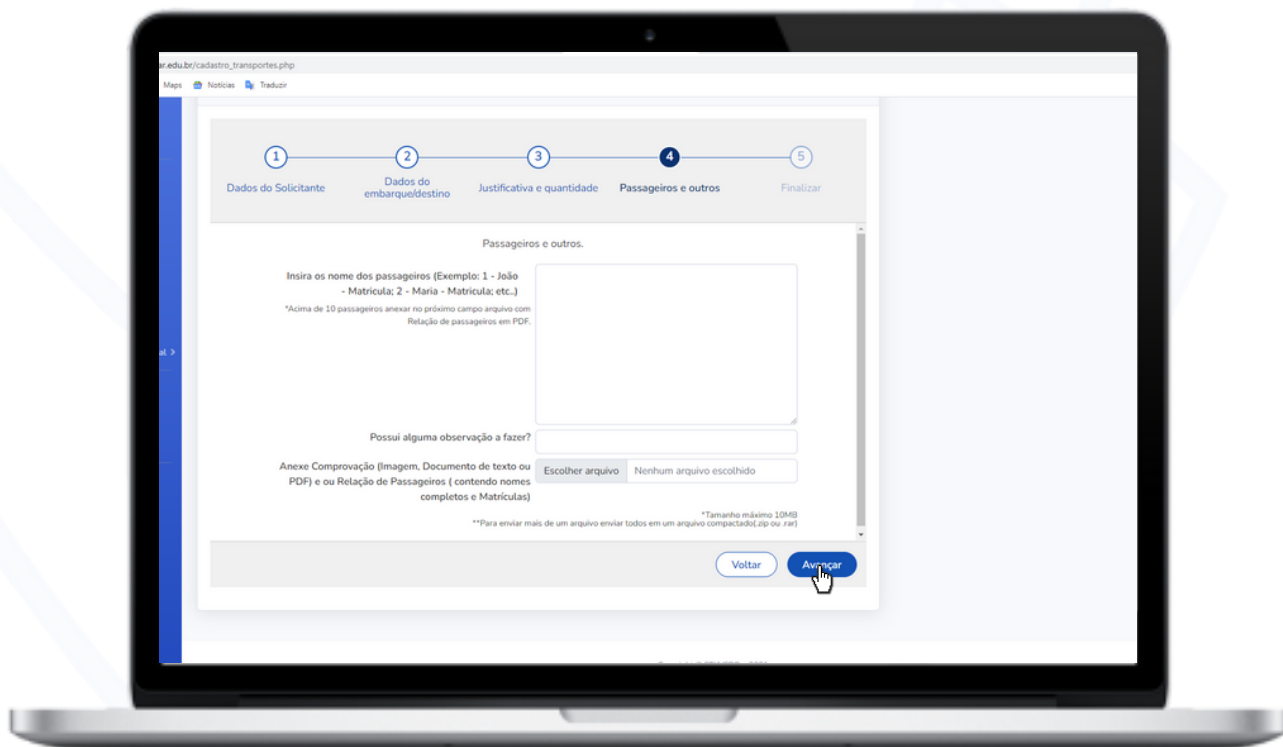 ar.edu.br/cadastro_transportes.php
Maps Notícias Traduzir
1 2 3 4 5
Dados do Solicitante
Dados do
embarque/destino
Justificativa e quantidade
Passageiros e outros
Finalizar
Passageiros e outros.
Insira os nome dos passageiros (Exemplo: 1 - João
- Matricula; 2 - Maria - Matricula; etc..)
*Acima de 10 passageiros anexar no próximo campo arquivo com
Relação de passageiros em PDF.
al >
Possui alguma observação a fazer?
Anexe Comprovação (Imagem, Documento de texto ou
PDF) e ou Relação de Passageiros ( contendo nomes
completos e Matrículas)
Escolher arquivo Nenhum arquivo escolhido
*Tamanho máximo 10MB
**Para enviar mais de um arquivo enviar todos em um arquivo compactado(.zip ou .rar)
Voltar Avançar